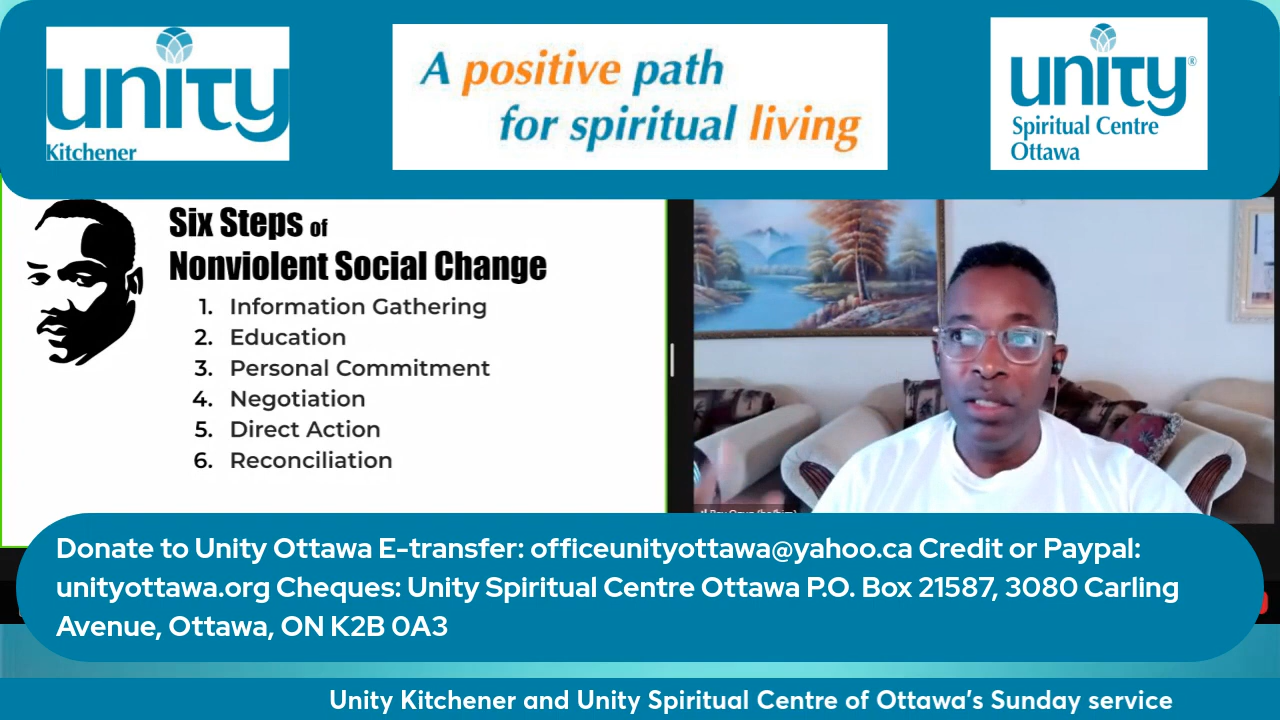 unity
Kitchener
A positive path
for spiritual living
unity®
Spiritual Centre
Ottawa
Six Steps of
Nonviolent Social Change
1. Information Gathering
2. Education
3. Personal Commitment
4. Negotiation
5. Direct Action
6. Reconciliation
Donate to Unity Ottawa E-transfer: officeunityottawa@yahoo.ca Credit or Paypal:
unityottawa.org Cheques: Unity Spiritual Centre Ottawa P.O. Box 21587, 3080 Carling
Avenue, Ottawa, ON K2B 0A3
Unity Kitchener and Unity Spiritual Centre of Ottawa's Sunday service